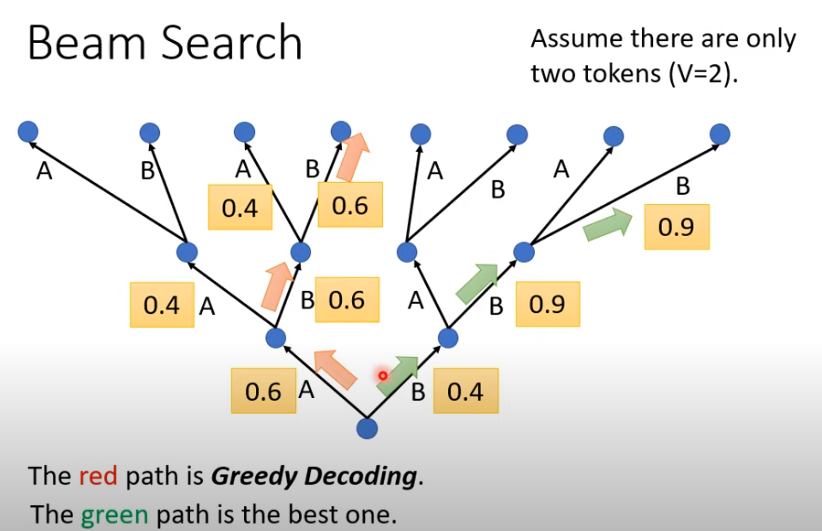 Beam Search
Assume there are only
two tokens (V=2).
A B A B A B A B
0.4 0.6 0.9
0.4 A B 0.6 A B 0.9
0.6 A B 0.4
The red path is Greedy Decoding.
The green path is the best one.